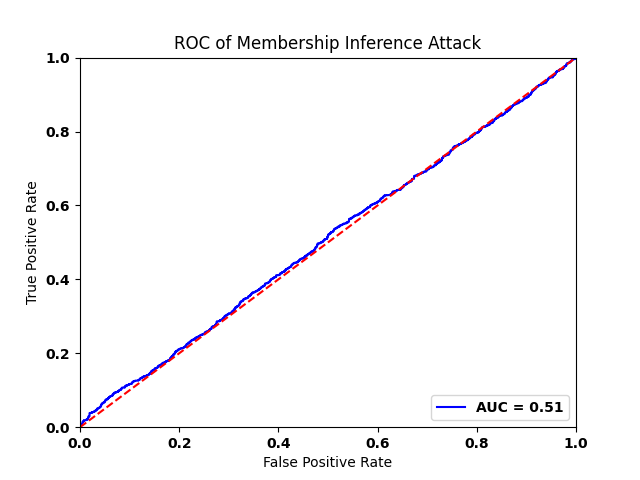 ROC of Membership Inference Attack
1.0
0.8
0.6
0.4
0.2
0.0
True Positive Rate
AUC = 0.51
0.0 0.2 0.4 0.6 0.8 1.0
False Positive Rate